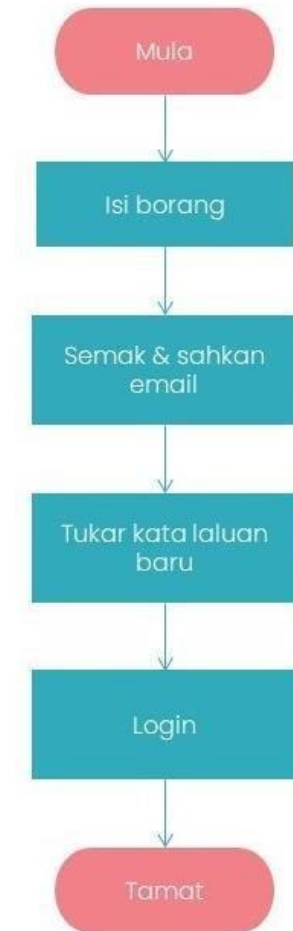 Mula
Isi borang
Semak & sahkan
email
Tukar kata laluan
baru
Login
Tamat